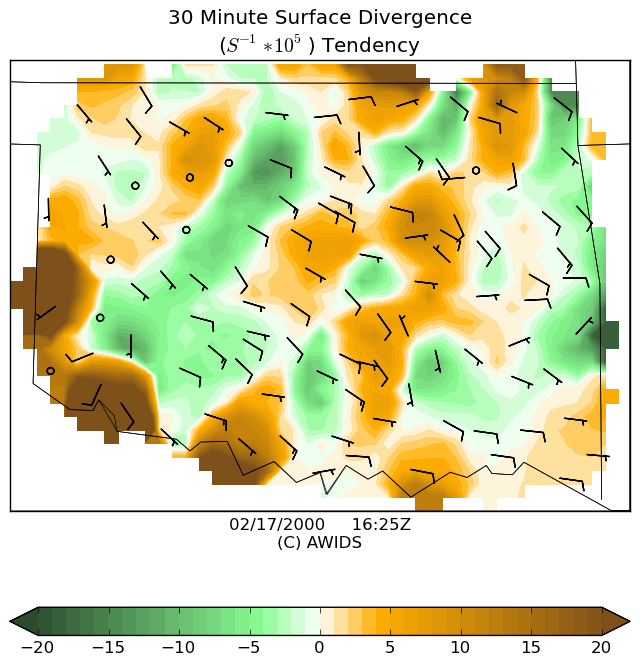 30 Minute Surface Divergence
(S⁻¹ *10⁵ ) Tendency
02/17/2000 16:25Z
(C) AWIDS
−20 −15 −10 −5 0 5 10 15 20